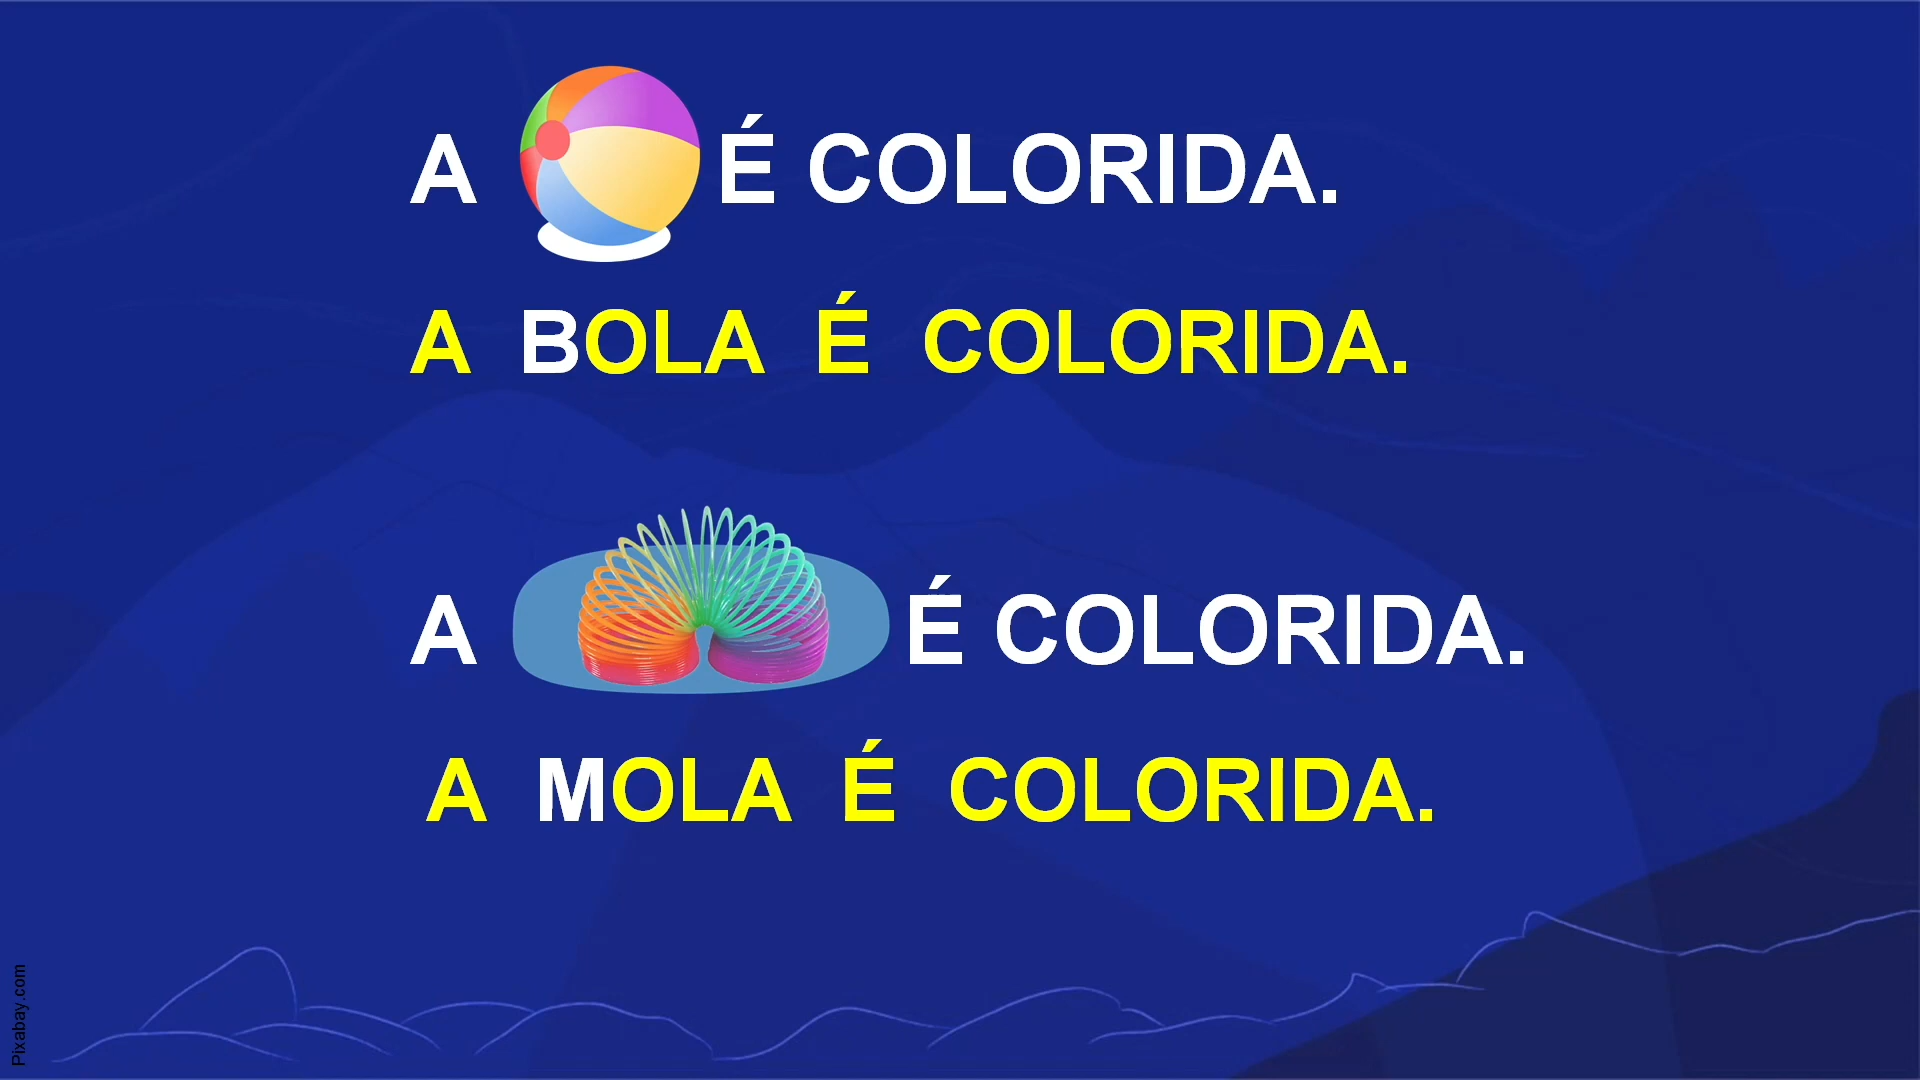 A É COLORIDA.
A BOLA É COLORIDA.
A É COLORIDA.
A MOLA É COLORIDA.
Pixabay.com